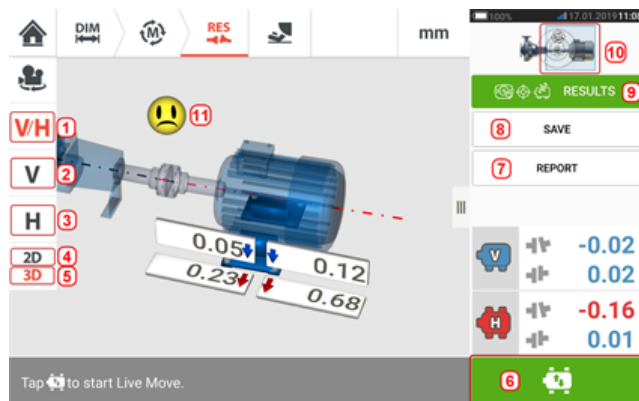 DIM
M
RES
mm
100%
17.01.2019 11:08
10
V/H 1
11
RESULTS 9
V 2
8 SAVE
7 REPORT
H 3
2D 4
3D 5
0.05
0.12
0.23
0.68
V -0.02
0.02
H -0.16
0.01
Tap to start Live Move.
6